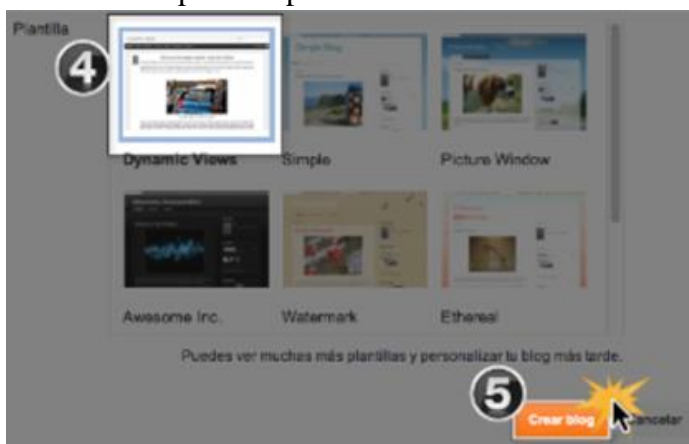 Plantilla
4
Dynamic Views Simple Picture Window
Awesome Inc. Watermark Ethereal
Puedes ver muchas más plantillas y personalizar tu blog más tarde.
5
Crear blog Cancelar